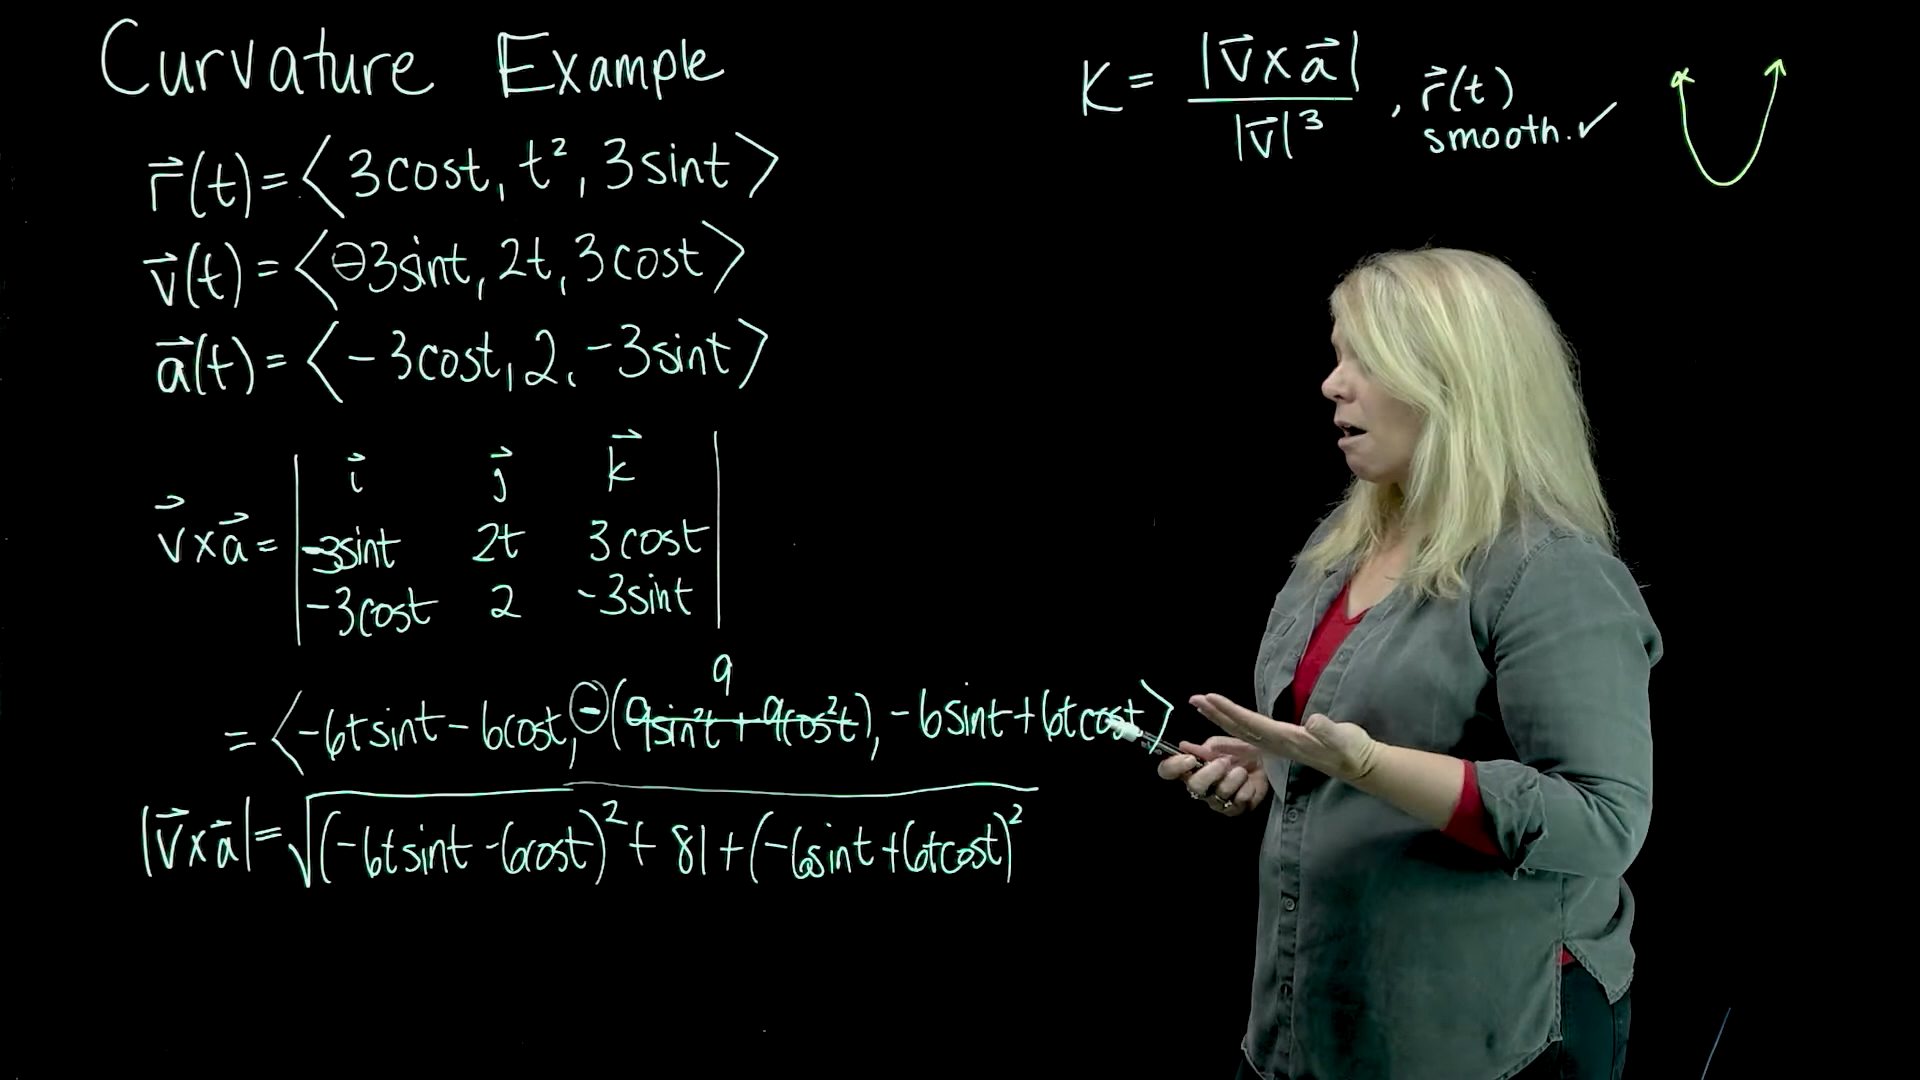 Curvature Example
r⃗(t) = ⟨3cost, t², 3sint⟩
v⃗(t) = ⟨-3sint, 2t, 3cost⟩
a⃗(t) = ⟨-3cost, 2, -3sint⟩
v⃗ x a⃗ = | i⃗ j⃗ k⃗
-3sint 2t 3cost
-3cost 2 -3sint |
9
= ⟨-6tsint - 6cost, -(9sin²t + 9cos²t), -6sint + 6tcost⟩
|v⃗ x a⃗| = √((-6tsint - 6cost)² + 81 + (-6sint + 6tcost)²)
K = |v⃗ x a⃗| / |v⃗|³ , r⃗(t)
smooth. ✓